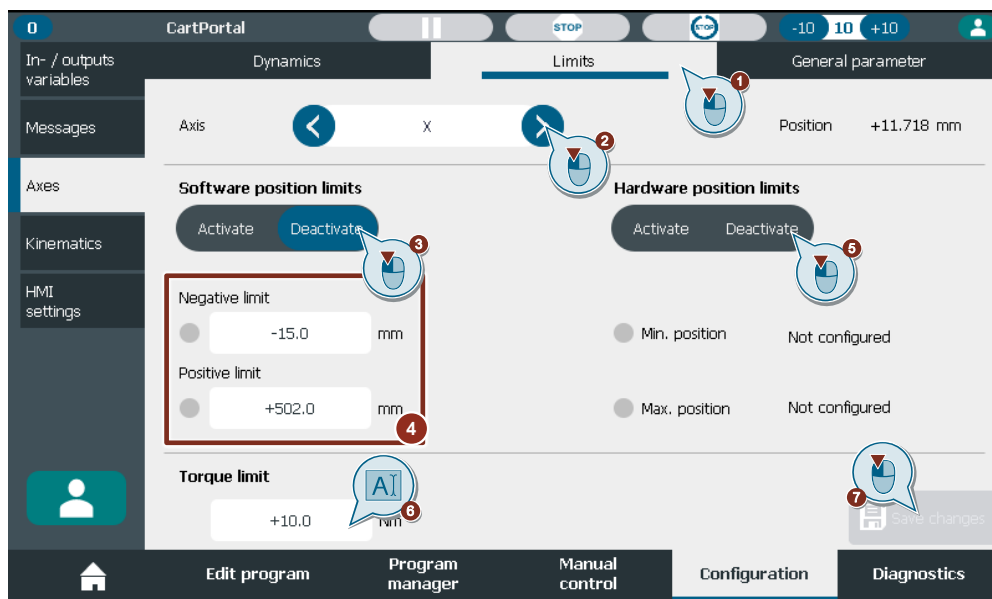 0
CartPortal
STOP
STOP
-10 10 +10
In- / outputs
variables
Dynamics
Limits
General parameter
1
Messages
Axis
X
2
Position
+11.718 mm
Axes
Software position limits
Hardware position limits
Activate
Deactivate
3
Activate
Deactivate
5
Kinematics
HMI
settings
Negative limit
-15.0
mm
Min. position
Not configured
Positive limit
+502.0
mm
4
Max. position
Not configured
Torque limit
A
6
+10.0
Nm
7
Save changes
Edit program
Program
manager
Manual
control
Configuration
Diagnostics